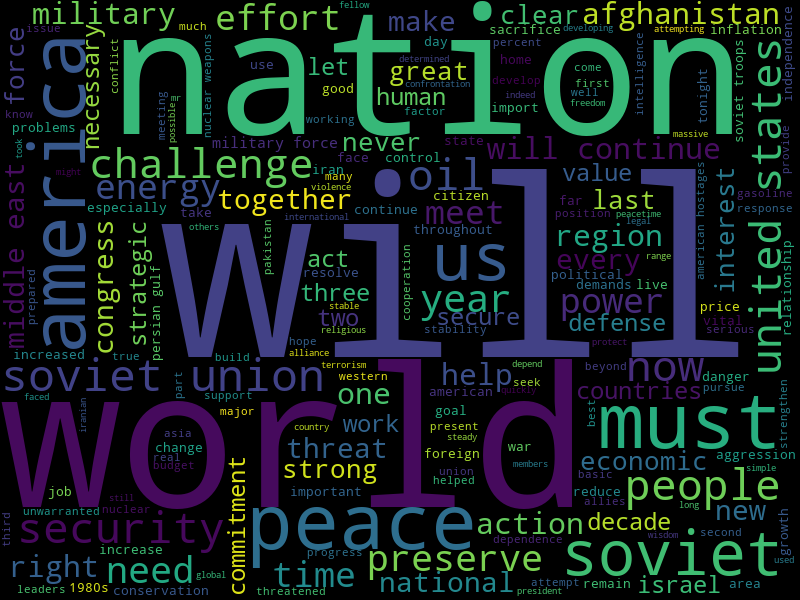 military effort make clear afghanistan
fellow developing attempting
issue much sacrifice percent inflation
nation
america
force
necessary
conflict
nuclear weapons
use let day great determined home
confrontation come first
intelligence
tonight
soviet troops
independence
meeting possible mr good human develop well
know problems working factor import indeed freedom
took military force never state massive
might challenge iran face control will continue provide
middle east
energy together many violence oil value last
especially take continue citizen far gasoline
international throughout position peacetime legal response
others meet region
american hostages
interest
united states
relationship
prepared
congress
strategic
persian gulf
pakistan
act us every political
resolve cooperation
three year demands live range
stable power price
two secure defense vital
religious stability serious
hope alliance protect
increased true build terrorism depend beyond now danger
soviet union help seek countries pursue
faced part support western american quickly
iranian major one goal best strengthen
world
country work present war must
asia steady
change threat foreign economic aggression
real budget strong union members basic simple
job still important helped reduce allies people
unwarranted nuclear long new
third security commitment peace action decade second growth
increase progress dependence wisdom
right need preserve soviet
leaders 1980s global time national attempt remain israel area used
conservation threatened president